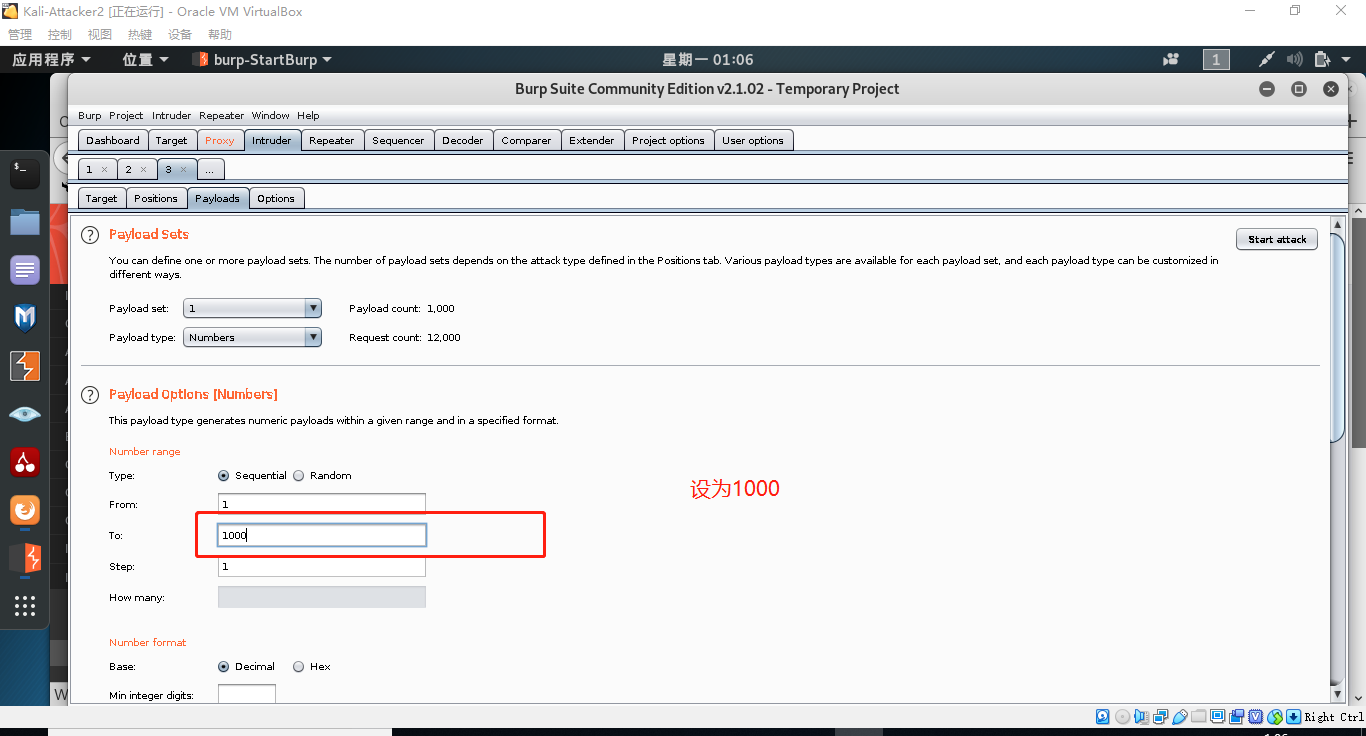 Kali-Attacker2 [正在运行] - Oracle VM VirtualBox
管理 控制 视图 热键 设备 帮助
应用程序 位置 burp-StartBurp 星期一 01:06 1
Burp Suite Community Edition v2.1.02 - Temporary Project
Burp Project Intruder Repeater Window Help
Dashboard Target Proxy Intruder Repeater Sequencer Decoder Comparer Extender Project options User options
1 × 2 × 3 × ...
Target Positions Payloads Options
? Payload Sets
Start attack
You can define one or more payload sets. The number of payload sets depends on the attack type defined in the Positions tab. Various payload types are available for each payload set, and each payload type can be customized in
different ways.
Payload set: 1 Payload count: 1,000
Payload type: Numbers Request count: 12,000
? Payload Options [Numbers]
This payload type generates numeric payloads within a given range and in a specified format.
Number range
Type: Sequential Random
设为1000
From: 1
To: 1000
Step: 1
How many:
Number format
Base: Decimal Hex
Min integer digits:
W
Right Ctrl